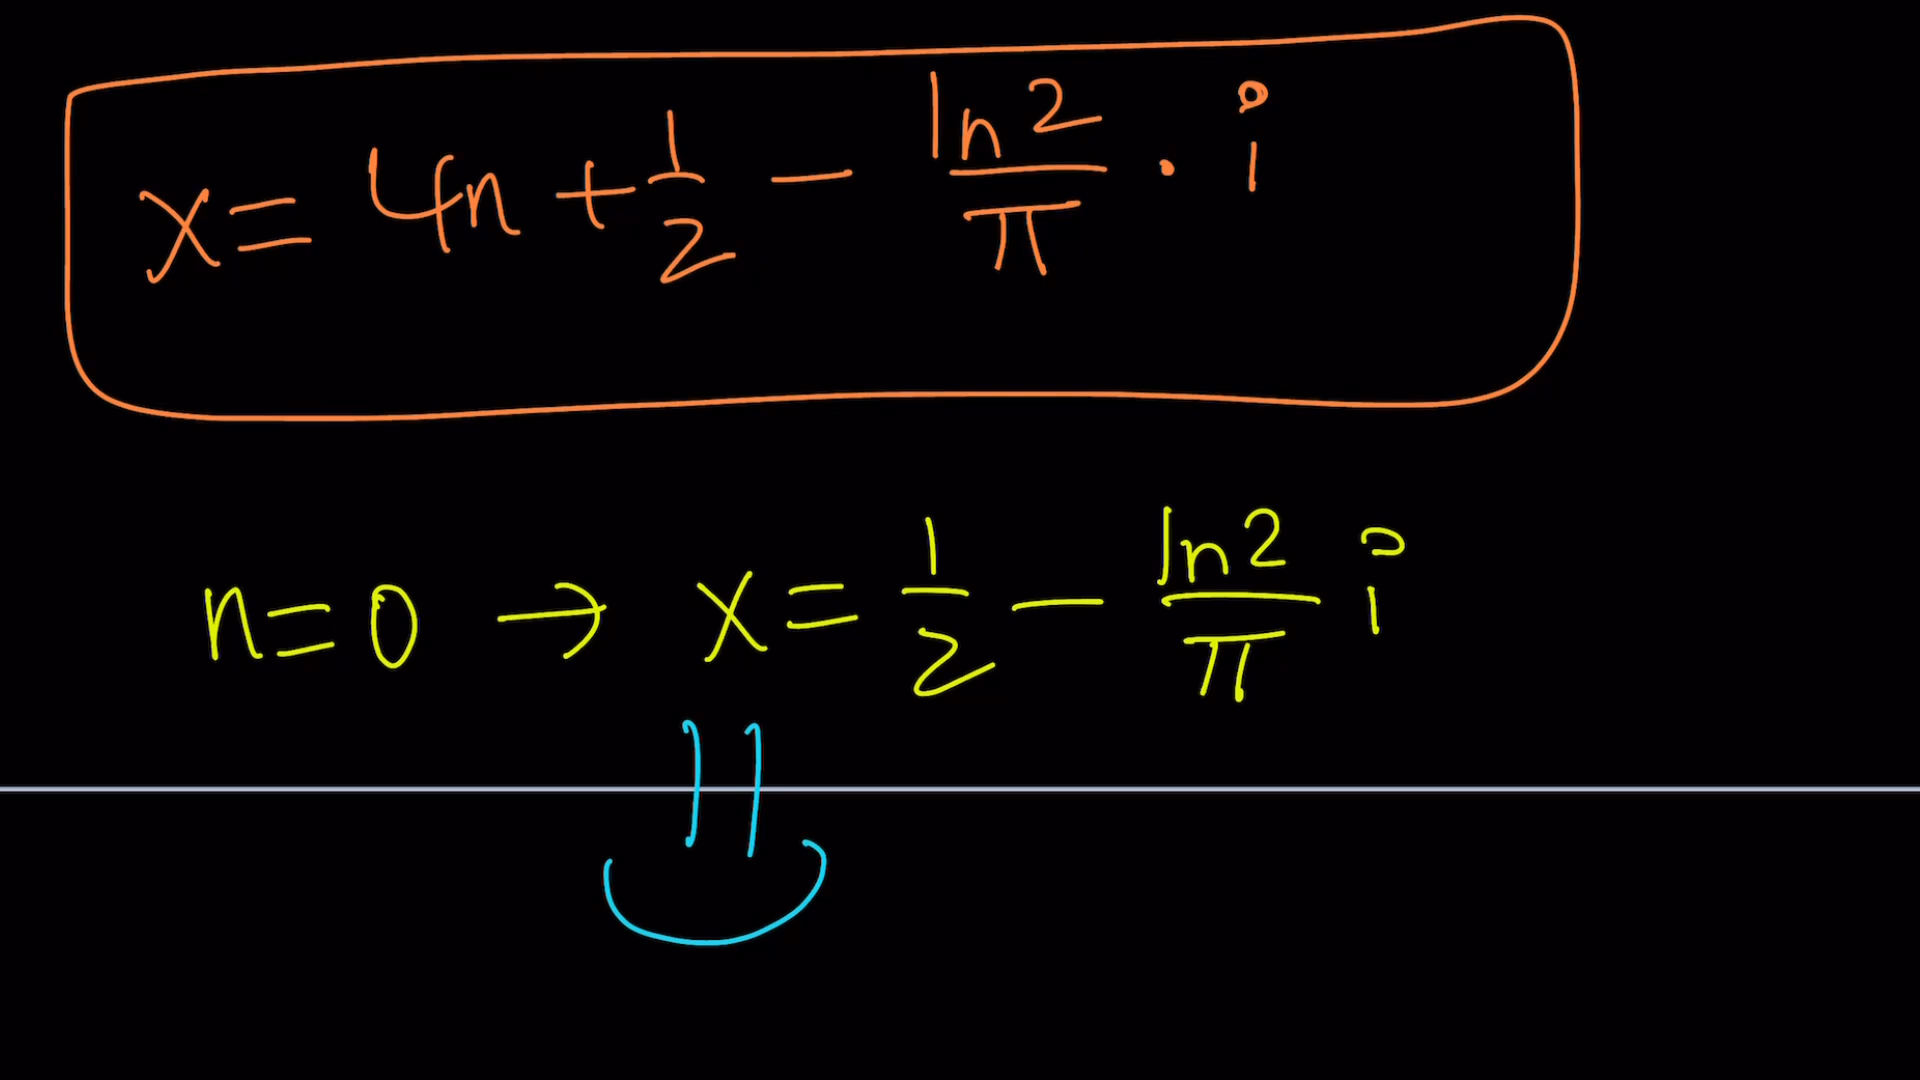 x = 4n + 1/2 - ln2/π · i
n = 0 → x = 1/2 - ln2/π i